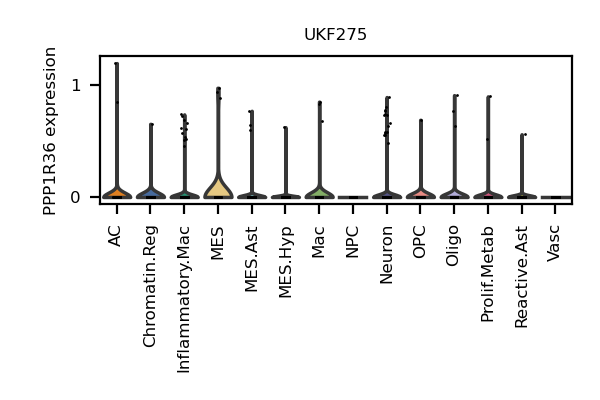 UKF275
PPP1R36 expression
1
0
AC
Chromatin.Reg
Inflammatory.Mac
MES
MES.Ast
MES.Hyp
Mac
NPC
Neuron
OPC
Oligo
Prolif.Metab
Reactive.Ast
Vasc